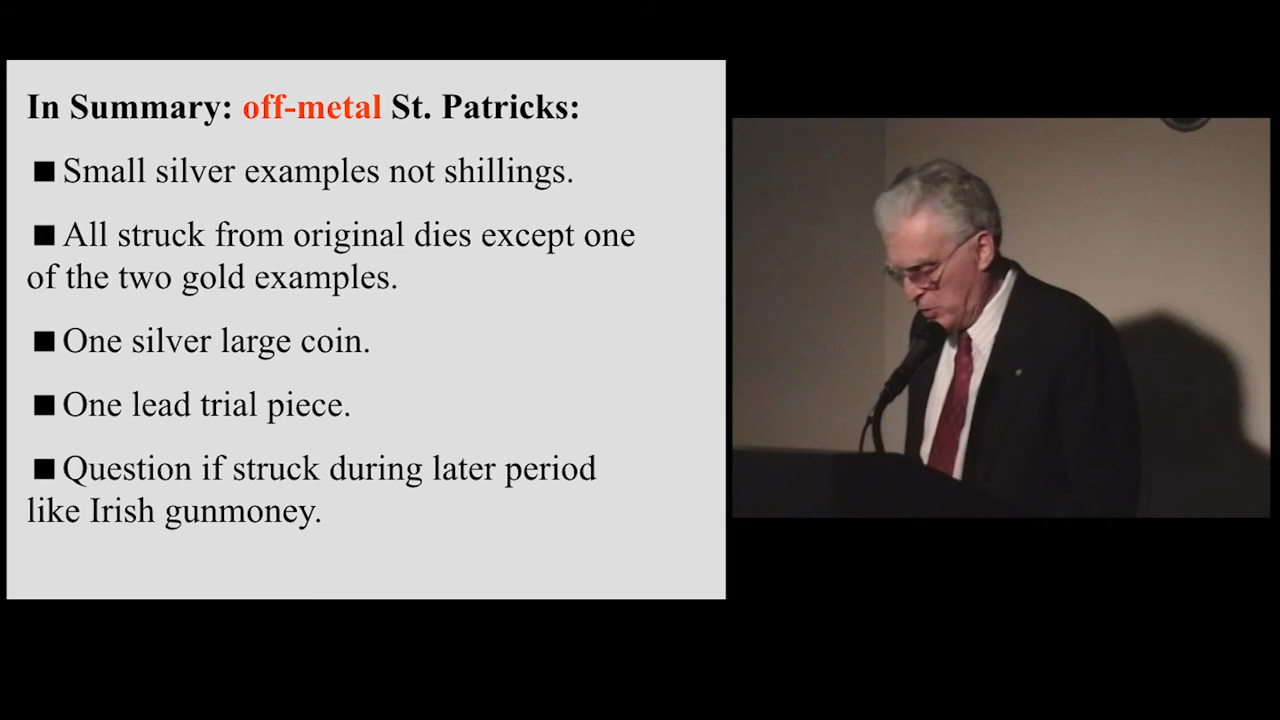 In Summary: off-metal St. Patricks:
■ Small silver examples not shillings.
■ All struck from original dies except one
of the two gold examples.
■ One silver large coin.
■ One lead trial piece.
■ Question if struck during later period
like Irish gunmoney.